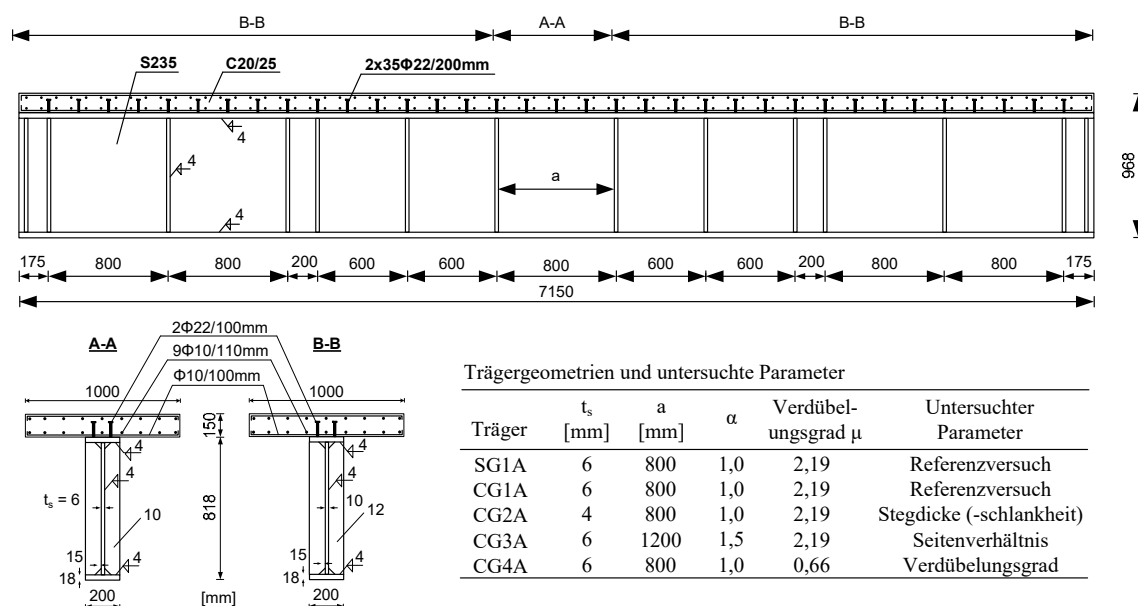 B-B A-A B-B
S235 C20/25 2x35Φ22/200mm
4
4
4
a
968
175 800 800 200 600 600 800 600 600 200 800 800 175
7150
2Φ22/100mm
A-A 9Φ10/110mm B-B
1000 Φ10/100mm 1000
150
4 4
4 4
t_s = 6 10 818 10
10 12
15 4 15 4
18 18
200 [mm] 200
Trägergeometrien und untersuchte Parameter
Träger t_s [mm] a [mm] α Verdübel-ungsgrad μ Untersuchter Parameter
SG1A 6 800 1,0 2,19 Referenzversuch
CG1A 6 800 1,0 2,19 Referenzversuch
CG2A 4 800 1,0 2,19 Stegdicke (-schlankheit)
CG3A 6 1200 1,5 2,19 Seitenverhältnis
CG4A 6 800 1,0 0,66 Verdübelungsgrad